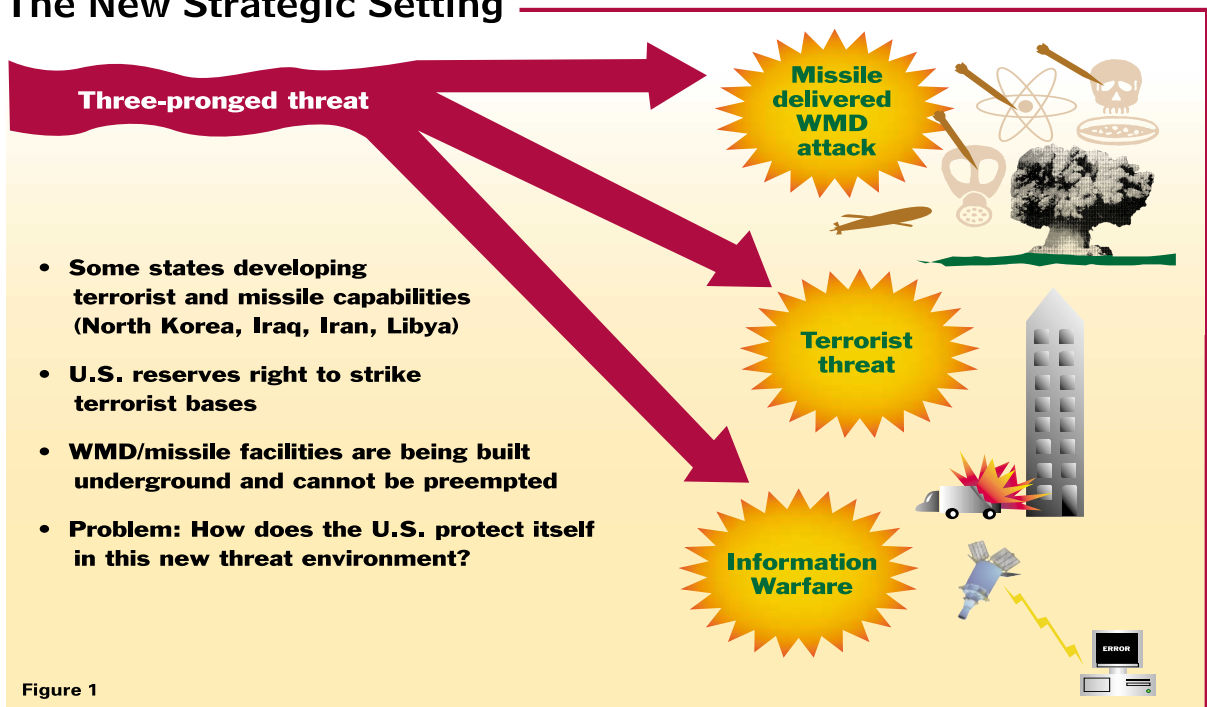 The New Strategic Setting
Three-pronged threat
Missile
delivered
WMD
attack
• Some states developing
terrorist and missile capabilities
(North Korea, Iraq, Iran, Libya)
• U.S. reserves right to strike
terrorist bases
• WMD/missile facilities are being built
underground and cannot be preempted
• Problem: How does the U.S. protect itself
in this new threat environment?
Terrorist
threat
Information
Warfare
ERROR
Figure 1